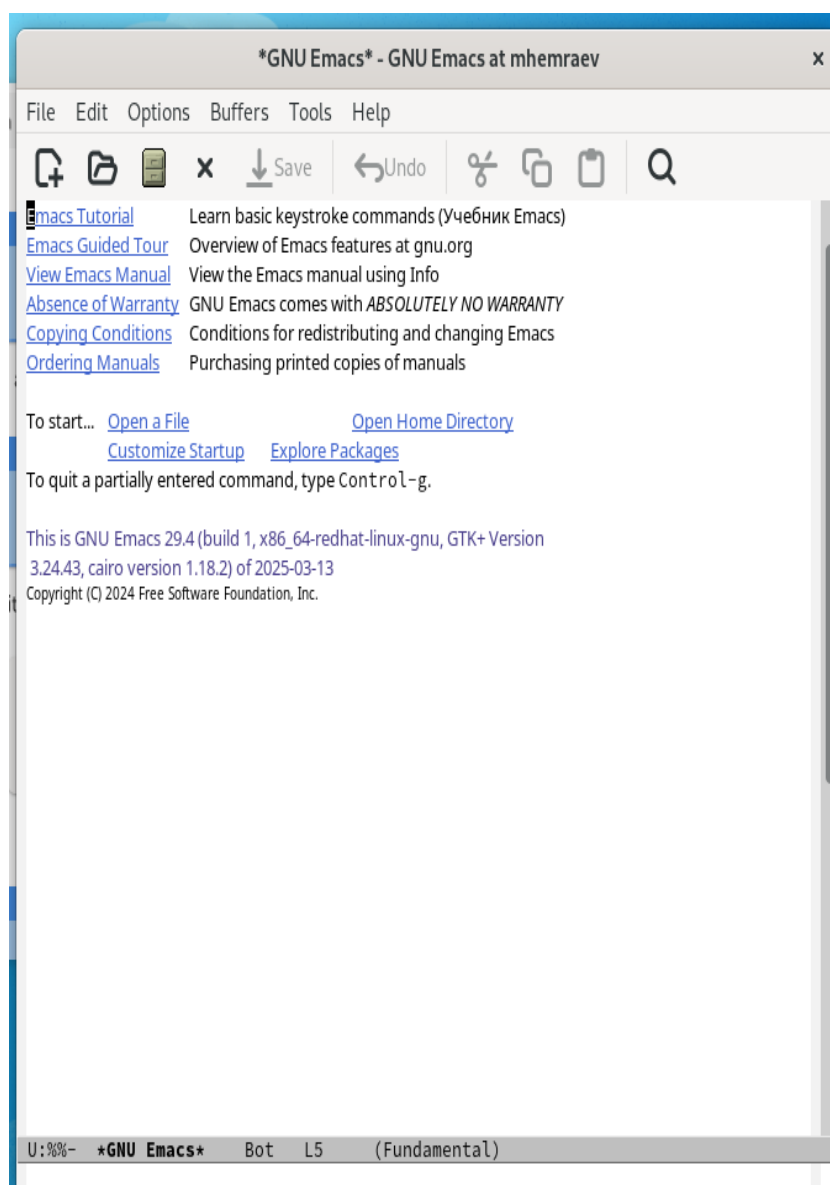 *GNU Emacs* - GNU Emacs at mhemraev
File Edit Options Buffers Tools Help
Save Undo
Emacs Tutorial Learn basic keystroke commands (Учебник Emacs)
Emacs Guided Tour Overview of Emacs features at gnu.org
View Emacs Manual View the Emacs manual using Info
Absence of Warranty GNU Emacs comes with ABSOLUTELY NO WARRANTY
Copying Conditions Conditions for redistributing and changing Emacs
Ordering Manuals Purchasing printed copies of manuals
To start... Open a File Open Home Directory
Customize Startup Explore Packages
To quit a partially entered command, type Control-g.
This is GNU Emacs 29.4 (build 1, x86_64-redhat-linux-gnu, GTK+ Version
3.24.43, cairo version 1.18.2) of 2025-03-13
Copyright (C) 2024 Free Software Foundation, Inc.
U:%%- *GNU Emacs* Bot L5 (Fundamental)